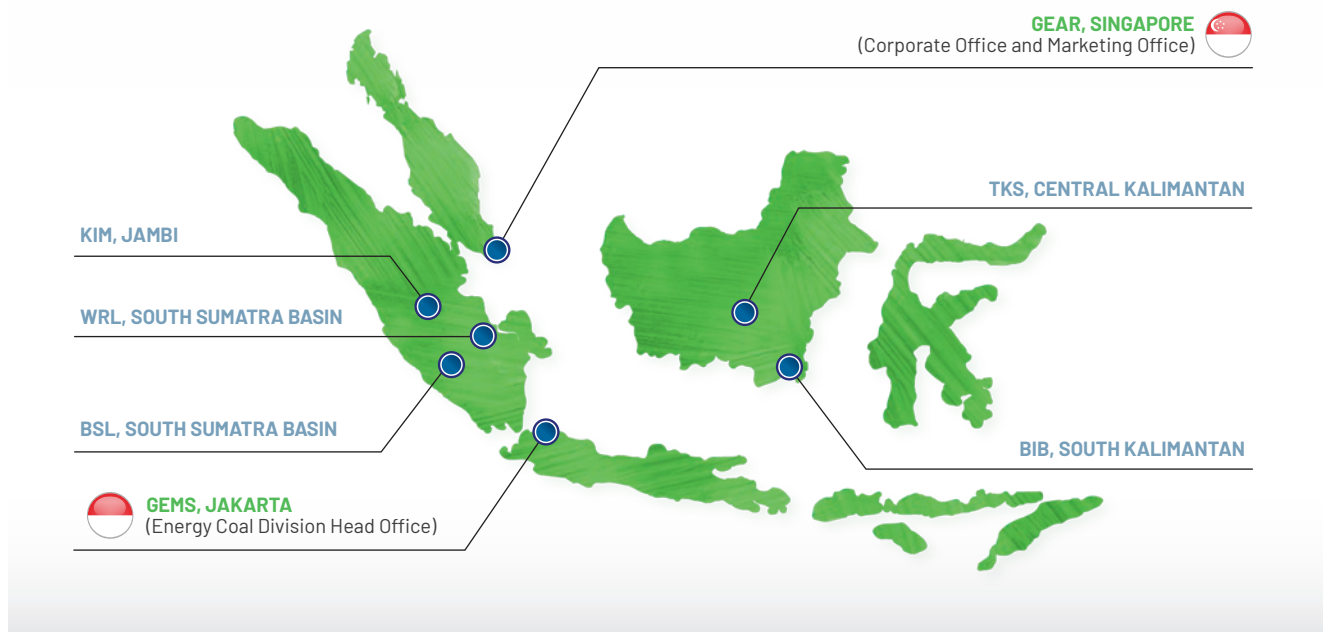 GEAR, SINGAPORE
(Corporate Office and Marketing Office)
TKS, CENTRAL KALIMANTAN
KIM, JAMBI
WRL, SOUTH SUMATRA BASIN
BSL, SOUTH SUMATRA BASIN
BIB, SOUTH KALIMANTAN
GEMS, JAKARTA
(Energy Coal Division Head Office)